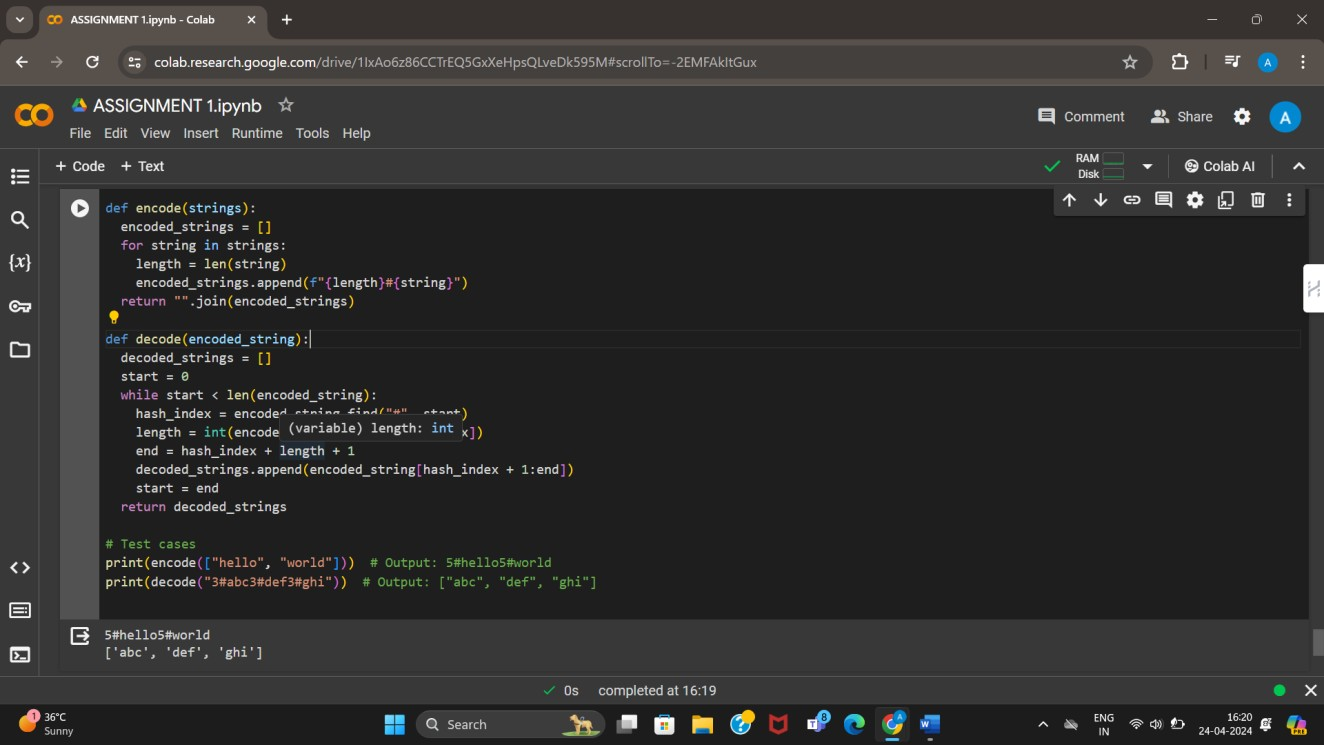 ASSIGNMENT 1.ipynb - Colab
colab.research.google.com/drive/1IxAo6z86CCTrEQ5GxXeHpsQLveDk595M#scrollTo=-2EMFAkItGux
A
ASSIGNMENT 1.ipynb
Comment
Share
A
File Edit View Insert Runtime Tools Help
+ Code + Text
RAM
Disk
Colab AI
{x}
def encode(strings):
  encoded_strings = []
  for string in strings:
    length = len(string)
    encoded_strings.append(f"{length}#{string}")
  return "".join(encoded_strings)
def decode(encoded_string):
  decoded_strings = []
  start = 0
  while start < len(encoded_string):
    hash_index = encoded_string.find("#", start)
(variable) length: int
    length = int(encode x])
    end = hash_index + length + 1
    decoded_strings.append(encoded_string[hash_index + 1:end])
    start = end
  return decoded_strings
# Test cases
print(encode(["hello", "world"]))  # Output: 5#hello5#world
print(decode("3#abc3#def3#ghi"))  # Output: ["abc", "def", "ghi"]
5#hello5#world
['abc', 'def', 'ghi']
0s completed at 16:19
1
36°C
Sunny
Search
8
A
ENG
IN
16:20
24-04-2024
PRE